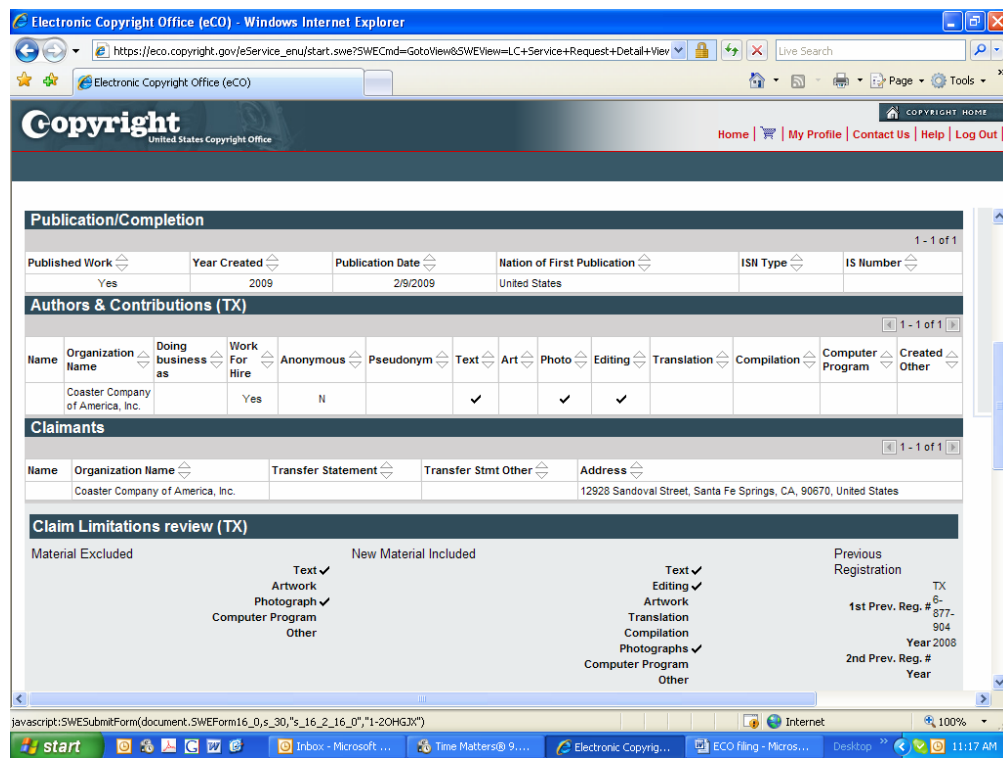 Electronic Copyright Office (eCO) - Windows Internet Explorer
https://eco.copyright.gov/eService_enu/start.swe?SWECmd=GotoView&SWEView=LC+Service+Request+Detail+View
Live Search
Electronic Copyright Office (eCO)
Page Tools
COPYRIGHT HOME
Copyright
United States Copyright Office
Home | | My Profile | Contact Us | Help | Log Out |
Publication/Completion
1 - 1 of 1
Published Work Year Created Publication Date Nation of First Publication ISN Type IS Number
Yes 2009 2/9/2009 United States
Authors & Contributions (TX)
1 - 1 of 1
Name Organization Name Doing business as Work For Hire Anonymous Pseudonym Text Art Photo Editing Translation Compilation Computer Program Created Other
Coaster Company of America, Inc. Yes N ✓ ✓ ✓
Claimants
1 - 1 of 1
Name Organization Name Transfer Statement Transfer Stmt Other Address
Coaster Company of America, Inc. 12928 Sandoval Street, Santa Fe Springs, CA, 90670, United States
Claim Limitations review (TX)
Material Excluded New Material Included Previous Registration
Text ✓ Text ✓ TX
Artwork Editing ✓ 1st Prev. Reg. # 6-
Photograph ✓ Artwork 877-
Computer Program Translation 904
Other Compilation Year 2008
Photographs ✓ 2nd Prev. Reg. #
Computer Program Year
Other
javascript:SWESubmitForm(document.SWEForm16_0,s_30,"s_16_2_16_0","1-2OHGJX") Internet 100%
start Inbox - Microsoft ... Time Matters® 9.... Electronic Copyrig... ECO filing - Micros... Desktop 11:17 AM